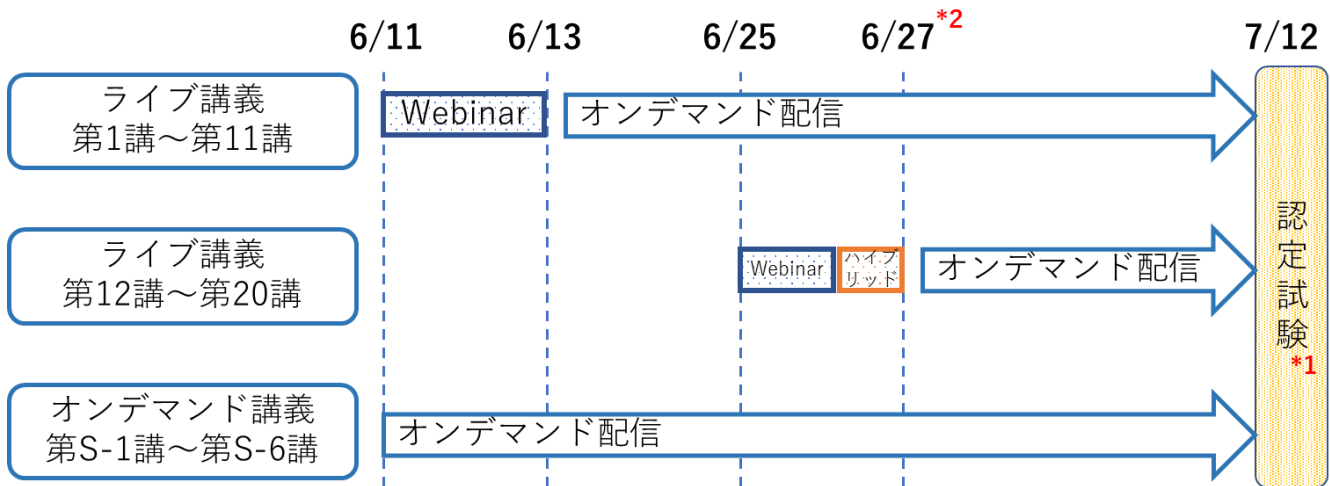 6/11 6/13 6/25 6/27*2 7/12
ライブ講義
第1講～第11講
Webinar
オンデマンド配信
ライブ講義
第12講～第20講
Webinar
ハイブ
リッド
オンデマンド配信
オンデマンド講義
第S-1講～第S-6講
オンデマンド配信
認定試験
*1